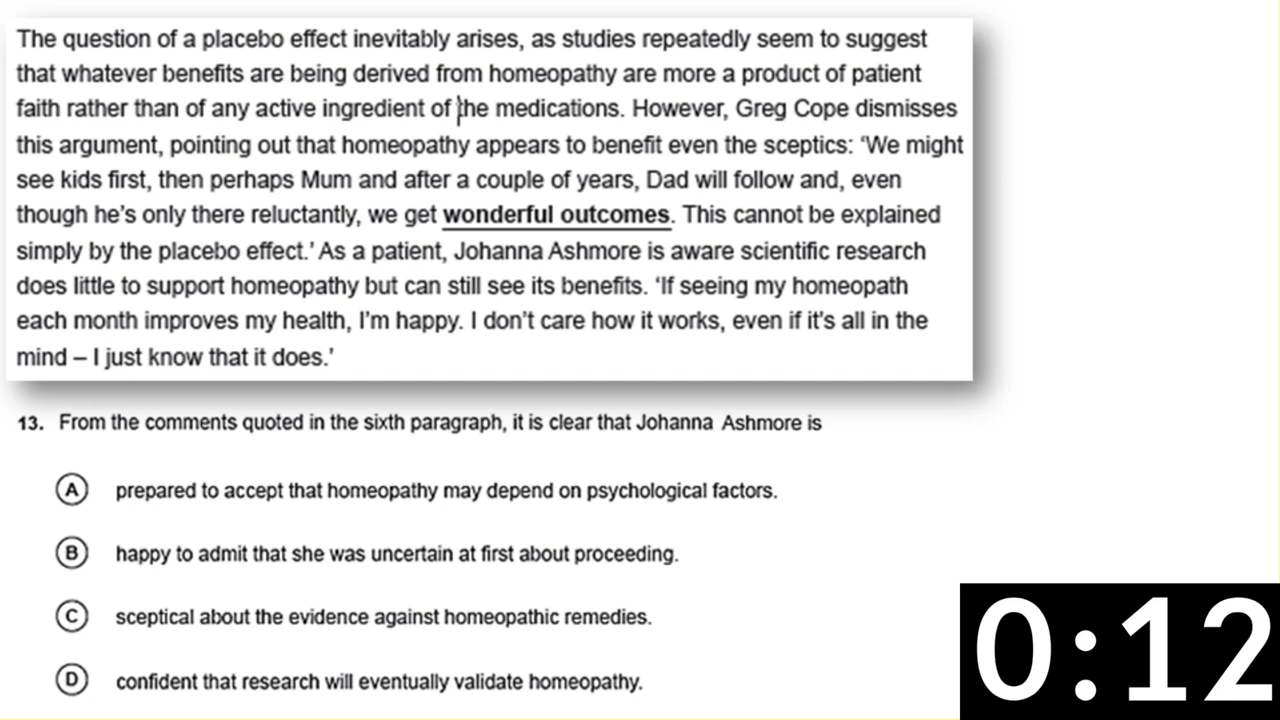 The question of a placebo effect inevitably arises, as studies repeatedly seem to suggest
that whatever benefits are being derived from homeopathy are more a product of patient
faith rather than of any active ingredient of the medications. However, Greg Cope dismisses
this argument, pointing out that homeopathy appears to benefit even the sceptics: ‘We might
see kids first, then perhaps Mum and after a couple of years, Dad will follow and, even
though he's only there reluctantly, we get wonderful outcomes. This cannot be explained
simply by the placebo effect.’ As a patient, Johanna Ashmore is aware scientific research
does little to support homeopathy but can still see its benefits. ‘If seeing my homeopath
each month improves my health, I'm happy. I don't care how it works, even if it's all in the
mind – I just know that it does.’
13. From the comments quoted in the sixth paragraph, it is clear that Johanna Ashmore is
A prepared to accept that homeopathy may depend on psychological factors.
B happy to admit that she was uncertain at first about proceeding.
C sceptical about the evidence against homeopathic remedies.
D confident that research will eventually validate homeopathy.
0:12